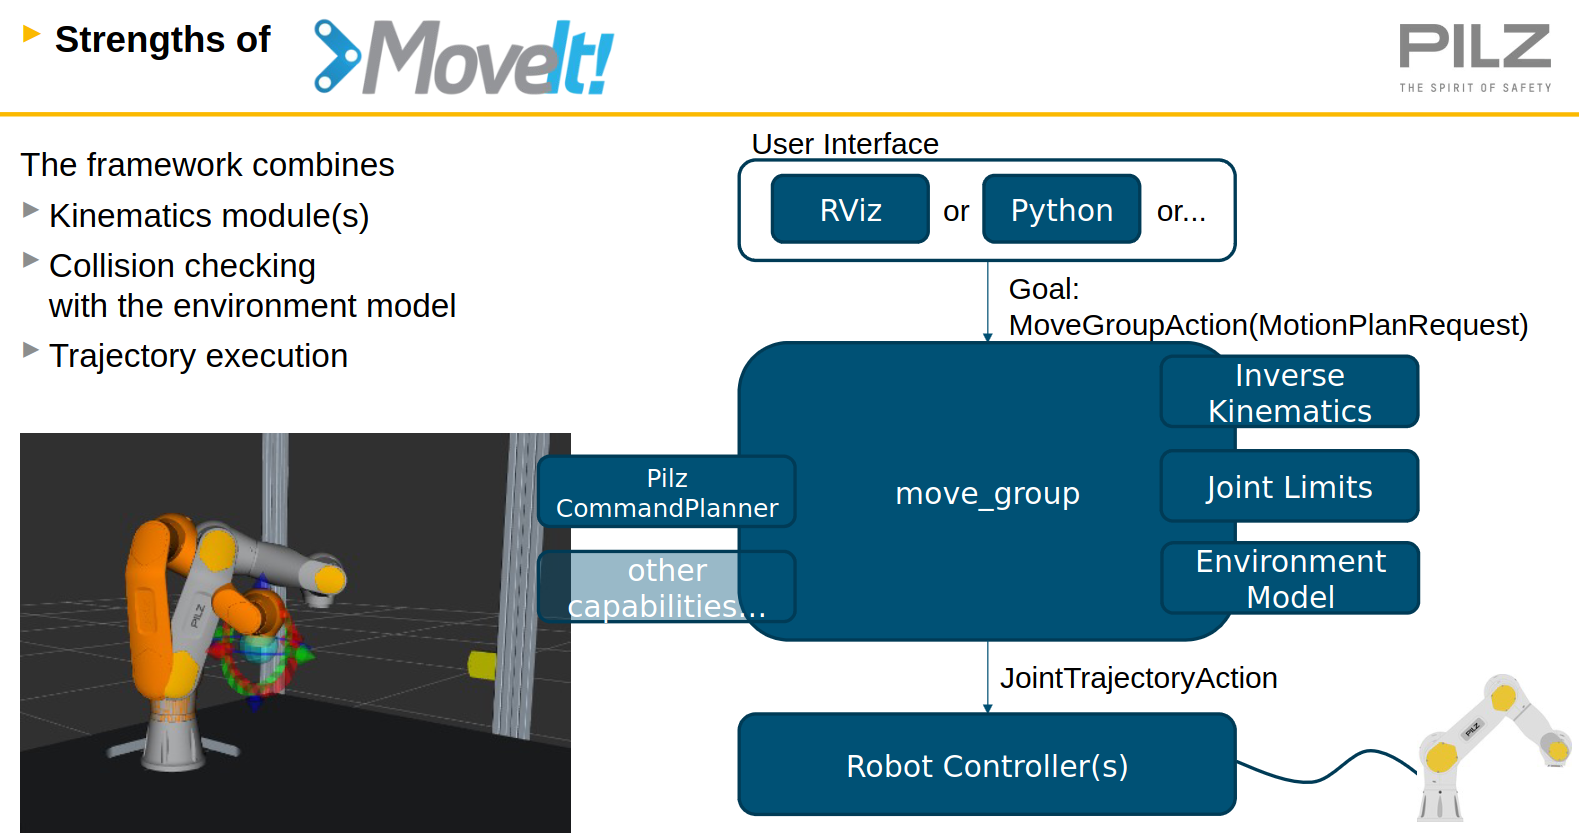 Strengths of
MoveIt!
PILZ
THE SPIRIT OF SAFETY
The framework combines
Kinematics module(s)
Collision checking
with the environment model
Trajectory execution
User Interface
RViz or Python or...
Goal:
MoveGroupAction(MotionPlanRequest)
Inverse
Kinematics
Pilz
CommandPlanner
move_group
Joint Limits
other
capabilities...
Environment
Model
JointTrajectoryAction
Robot Controller(s)
PILZ
PILZ